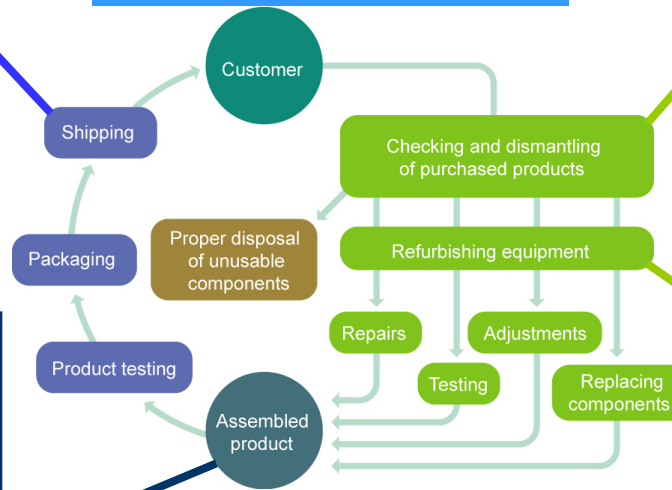 Customer
Shipping
Checking and dismantling
of purchased products
Packaging
Proper disposal
of unusable
components
Refurbishing equipment
Repairs
Adjustments
Product testing
Testing
Replacing
components
Assembled
product